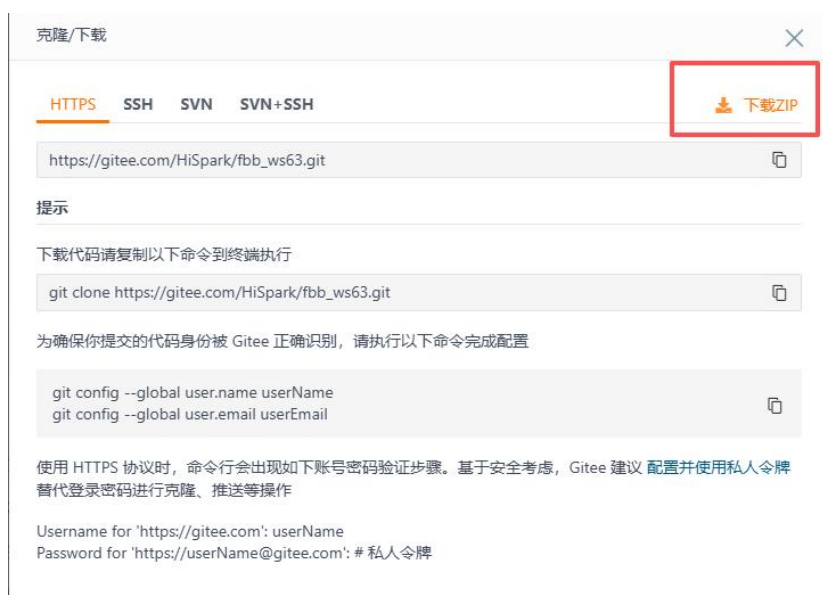 克隆/下载
HTTPS SSH SVN SVN+SSH 下载ZIP
https://gitee.com/HiSpark/fbb_ws63.git
提示
下载代码请复制以下命令到终端执行
git clone https://gitee.com/HiSpark/fbb_ws63.git
为确保你提交的代码身份被 Gitee 正确识别，请执行以下命令完成配置
git config --global user.name userName
git config --global user.email userEmail
使用 HTTPS 协议时，命令行会出现如下账号密码验证步骤。基于安全考虑，Gitee 建议 配置并使用私人令牌
替代登录密码进行克隆、推送等操作
Username for 'https://gitee.com': userName
Password for 'https://userName@gitee.com': # 私人令牌